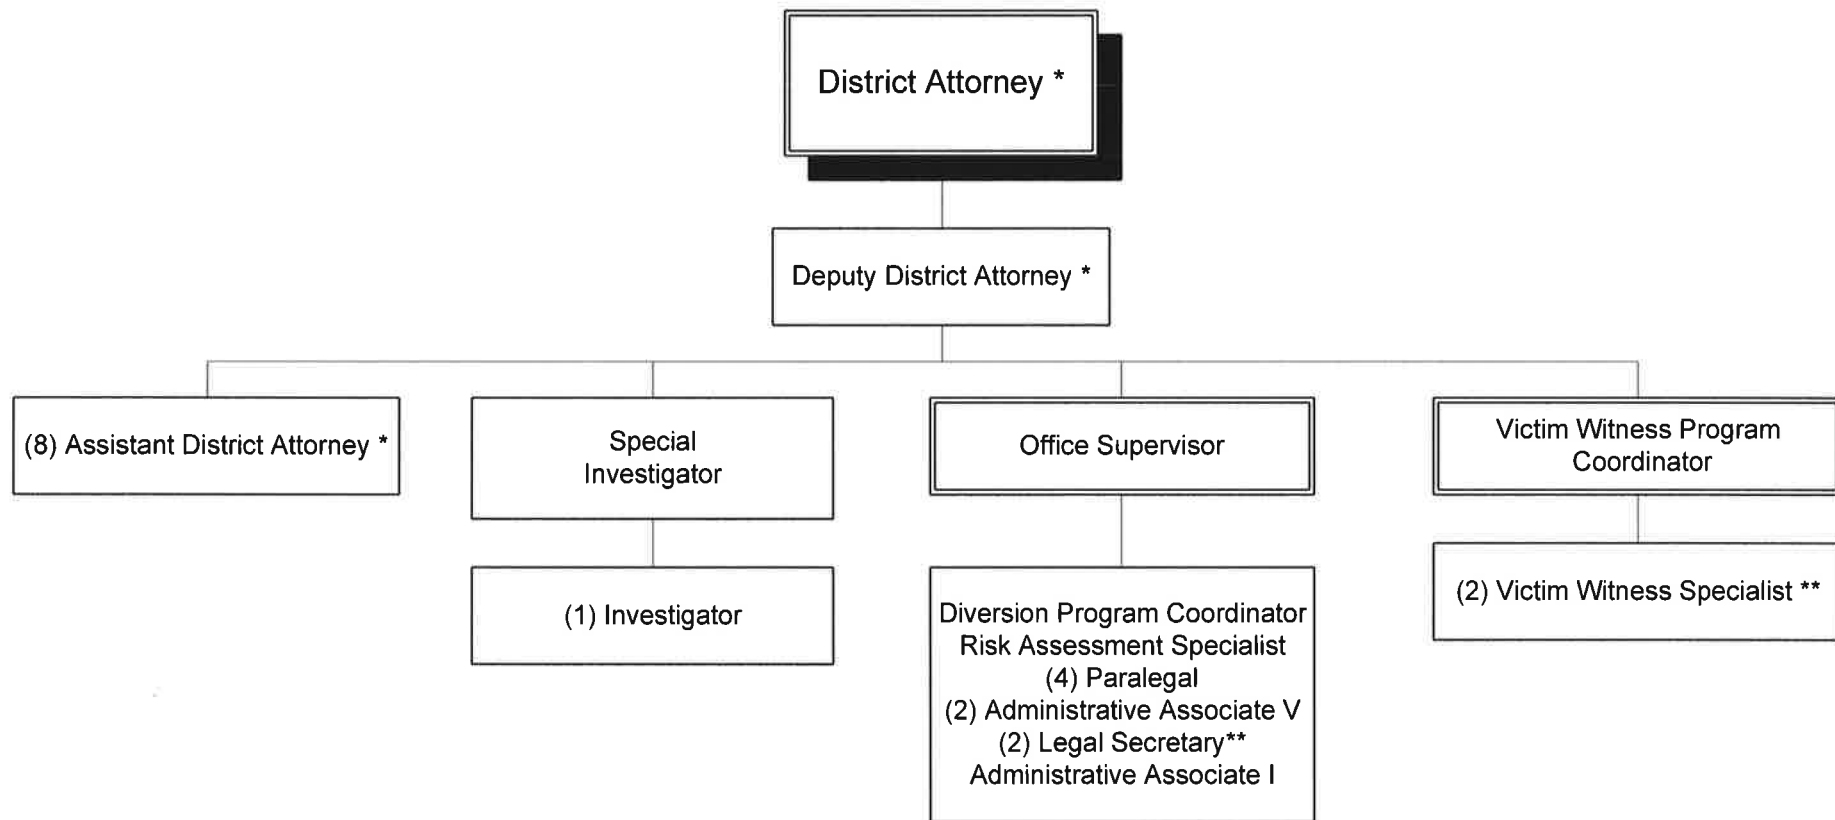 District Attorney *
Deputy District Attorney *
(8) Assistant District Attorney *
Special
Investigator
Office Supervisor
Victim Witness Program
Coordinator
(1) Investigator
Diversion Program Coordinator
Risk Assessment Specialist
(4) Paralegal
(2) Administrative Associate V
(2) Legal Secretary**
Administrative Associate I
(2) Victim Witness Specialist **